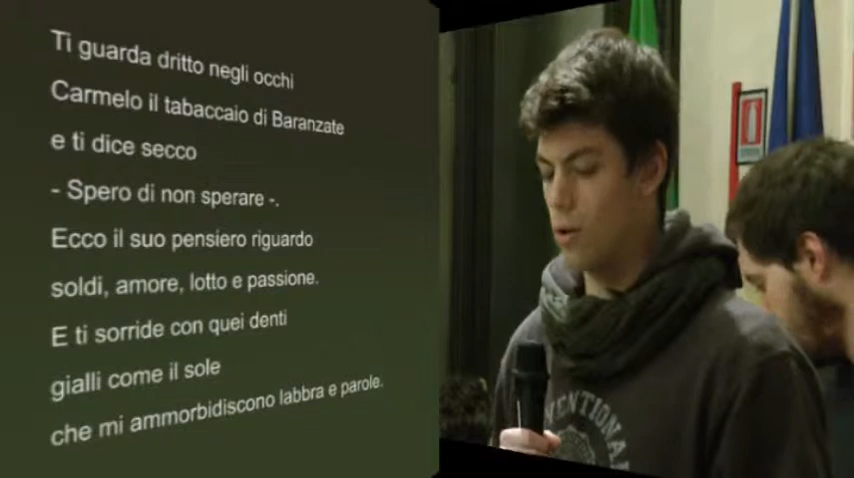 Ti guarda dritto negli occhi
Carmelo il tabaccaio di Baranzate
e ti dice secco
- Spero di non sperare -.
Ecco il suo pensiero riguardo
soldi, amore, lotto e passione.
E ti sorride con quei denti
gialli come il sole
che mi ammorbidiscono labbra e parole.